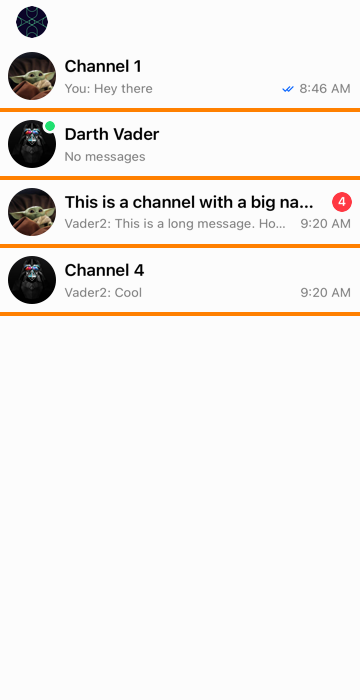 Channel 1
You: Hey there 8:46 AM
Darth Vader
No messages
This is a channel with a big na... 4
Vader2: This is a long message. Ho... 9:20 AM
Channel 4
Vader2: Cool 9:20 AM